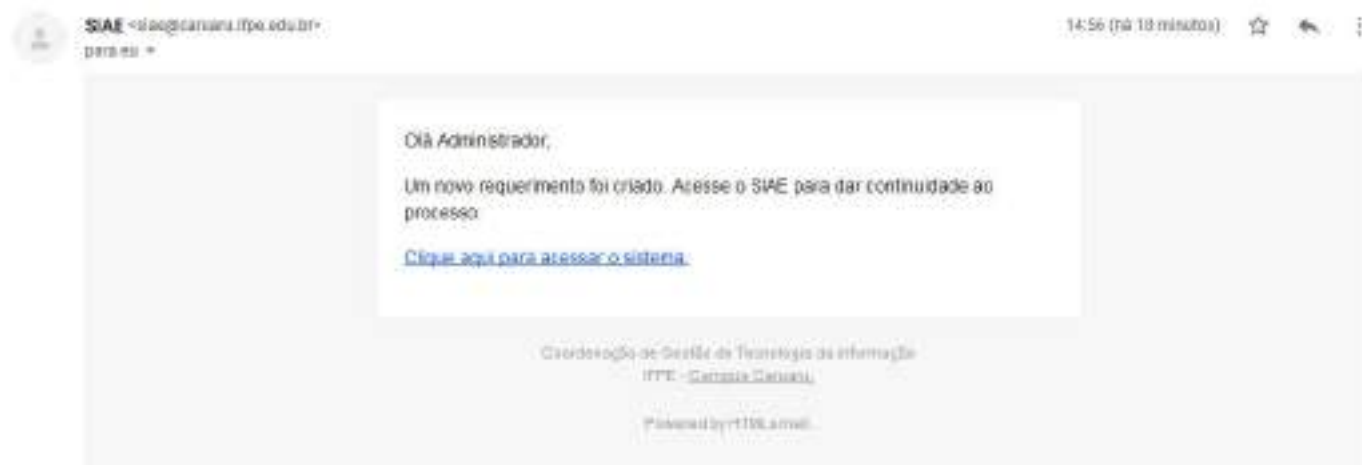 SIAE <siae@caruaru.ifpe.edu.br>
14:56 (há 18 minutos)
para eu
Olá Administrador,
Um novo requerimento foi criado. Acesse o SIAE para dar continuidade ao
processo
Clique aqui para acessar o sistema.
Coordenação de Gestão de Tecnologia da Informação
IFPE - Campus Caruaru.
Powered by HTMLemail.